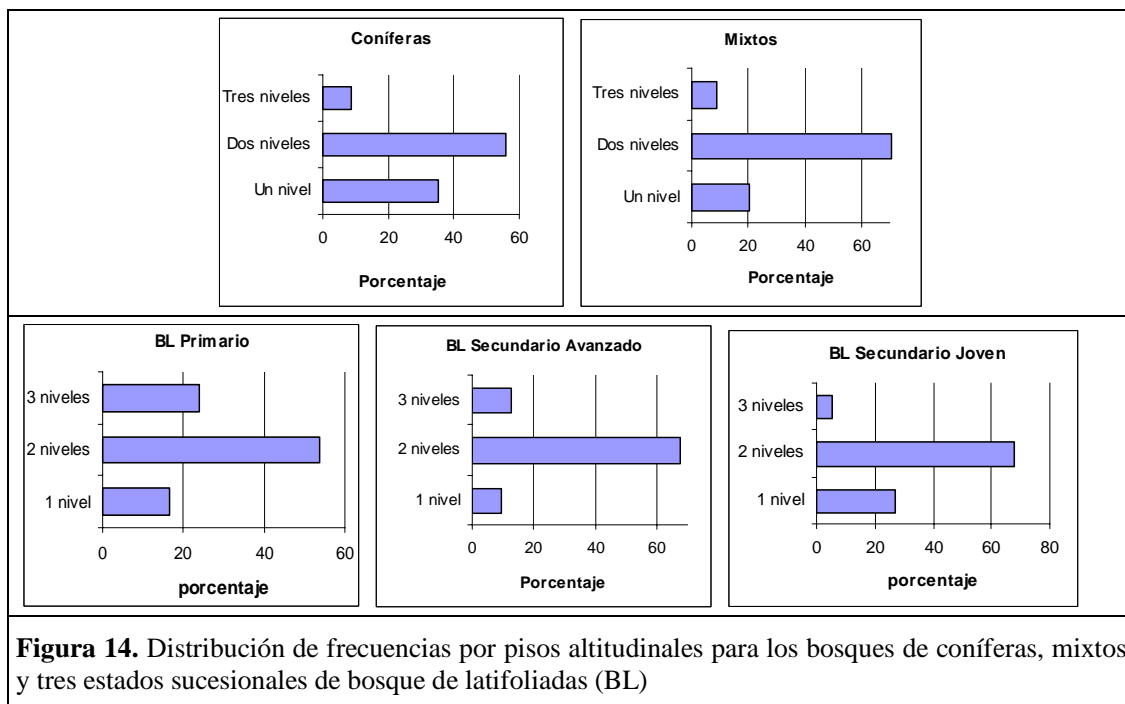 Coníferas
Tres niveles
Dos niveles
Un nivel
0 20 40 60
Porcentaje
Mixtos
Tres niveles
Dos niveles
Un nivel
0 20 40 60
Porcentaje
BL Primario
3 niveles
2 niveles
1 nivel
0 20 40 60
porcentaje
BL Secundario Avanzado
3 niveles
2 niveles
1 nivel
0 20 40 60
Porcentaje
BL Secundario Joven
3 niveles
2 niveles
1 nivel
0 20 40 60 80
porcentaje
Figura 14. Distribución de frecuencias por pisos altitudinales para los bosques de coníferas, mixtos
y tres estados sucesionales de bosque de latifoliadas (BL)